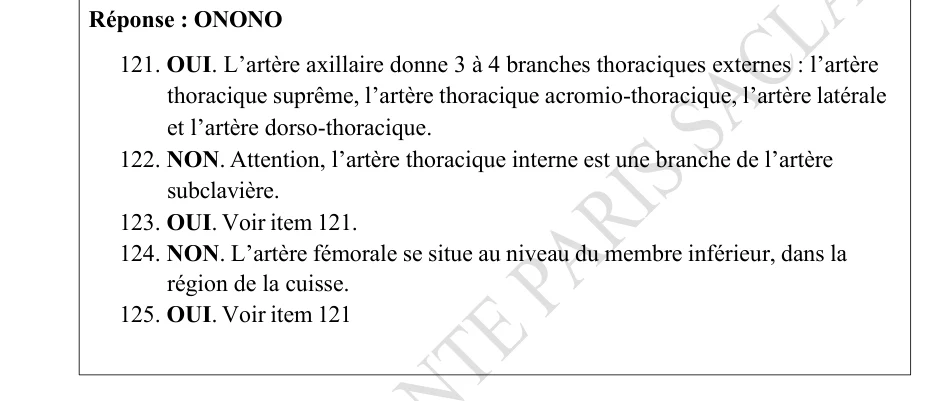 Réponse : ONONO
121. OUI. L’artère axillaire donne 3 à 4 branches thoraciques externes : l’artère
thoracique suprême, l’artère thoracique acromio-thoracique, l’artère latérale
et l’artère dorso-thoracique.
122. NON. Attention, l’artère thoracique interne est une branche de l’artère
subclavière.
123. OUI. Voir item 121.
124. NON. L’artère fémorale se situe au niveau du membre inférieur, dans la
région de la cuisse.
125. OUI. Voir item 121
PARIS